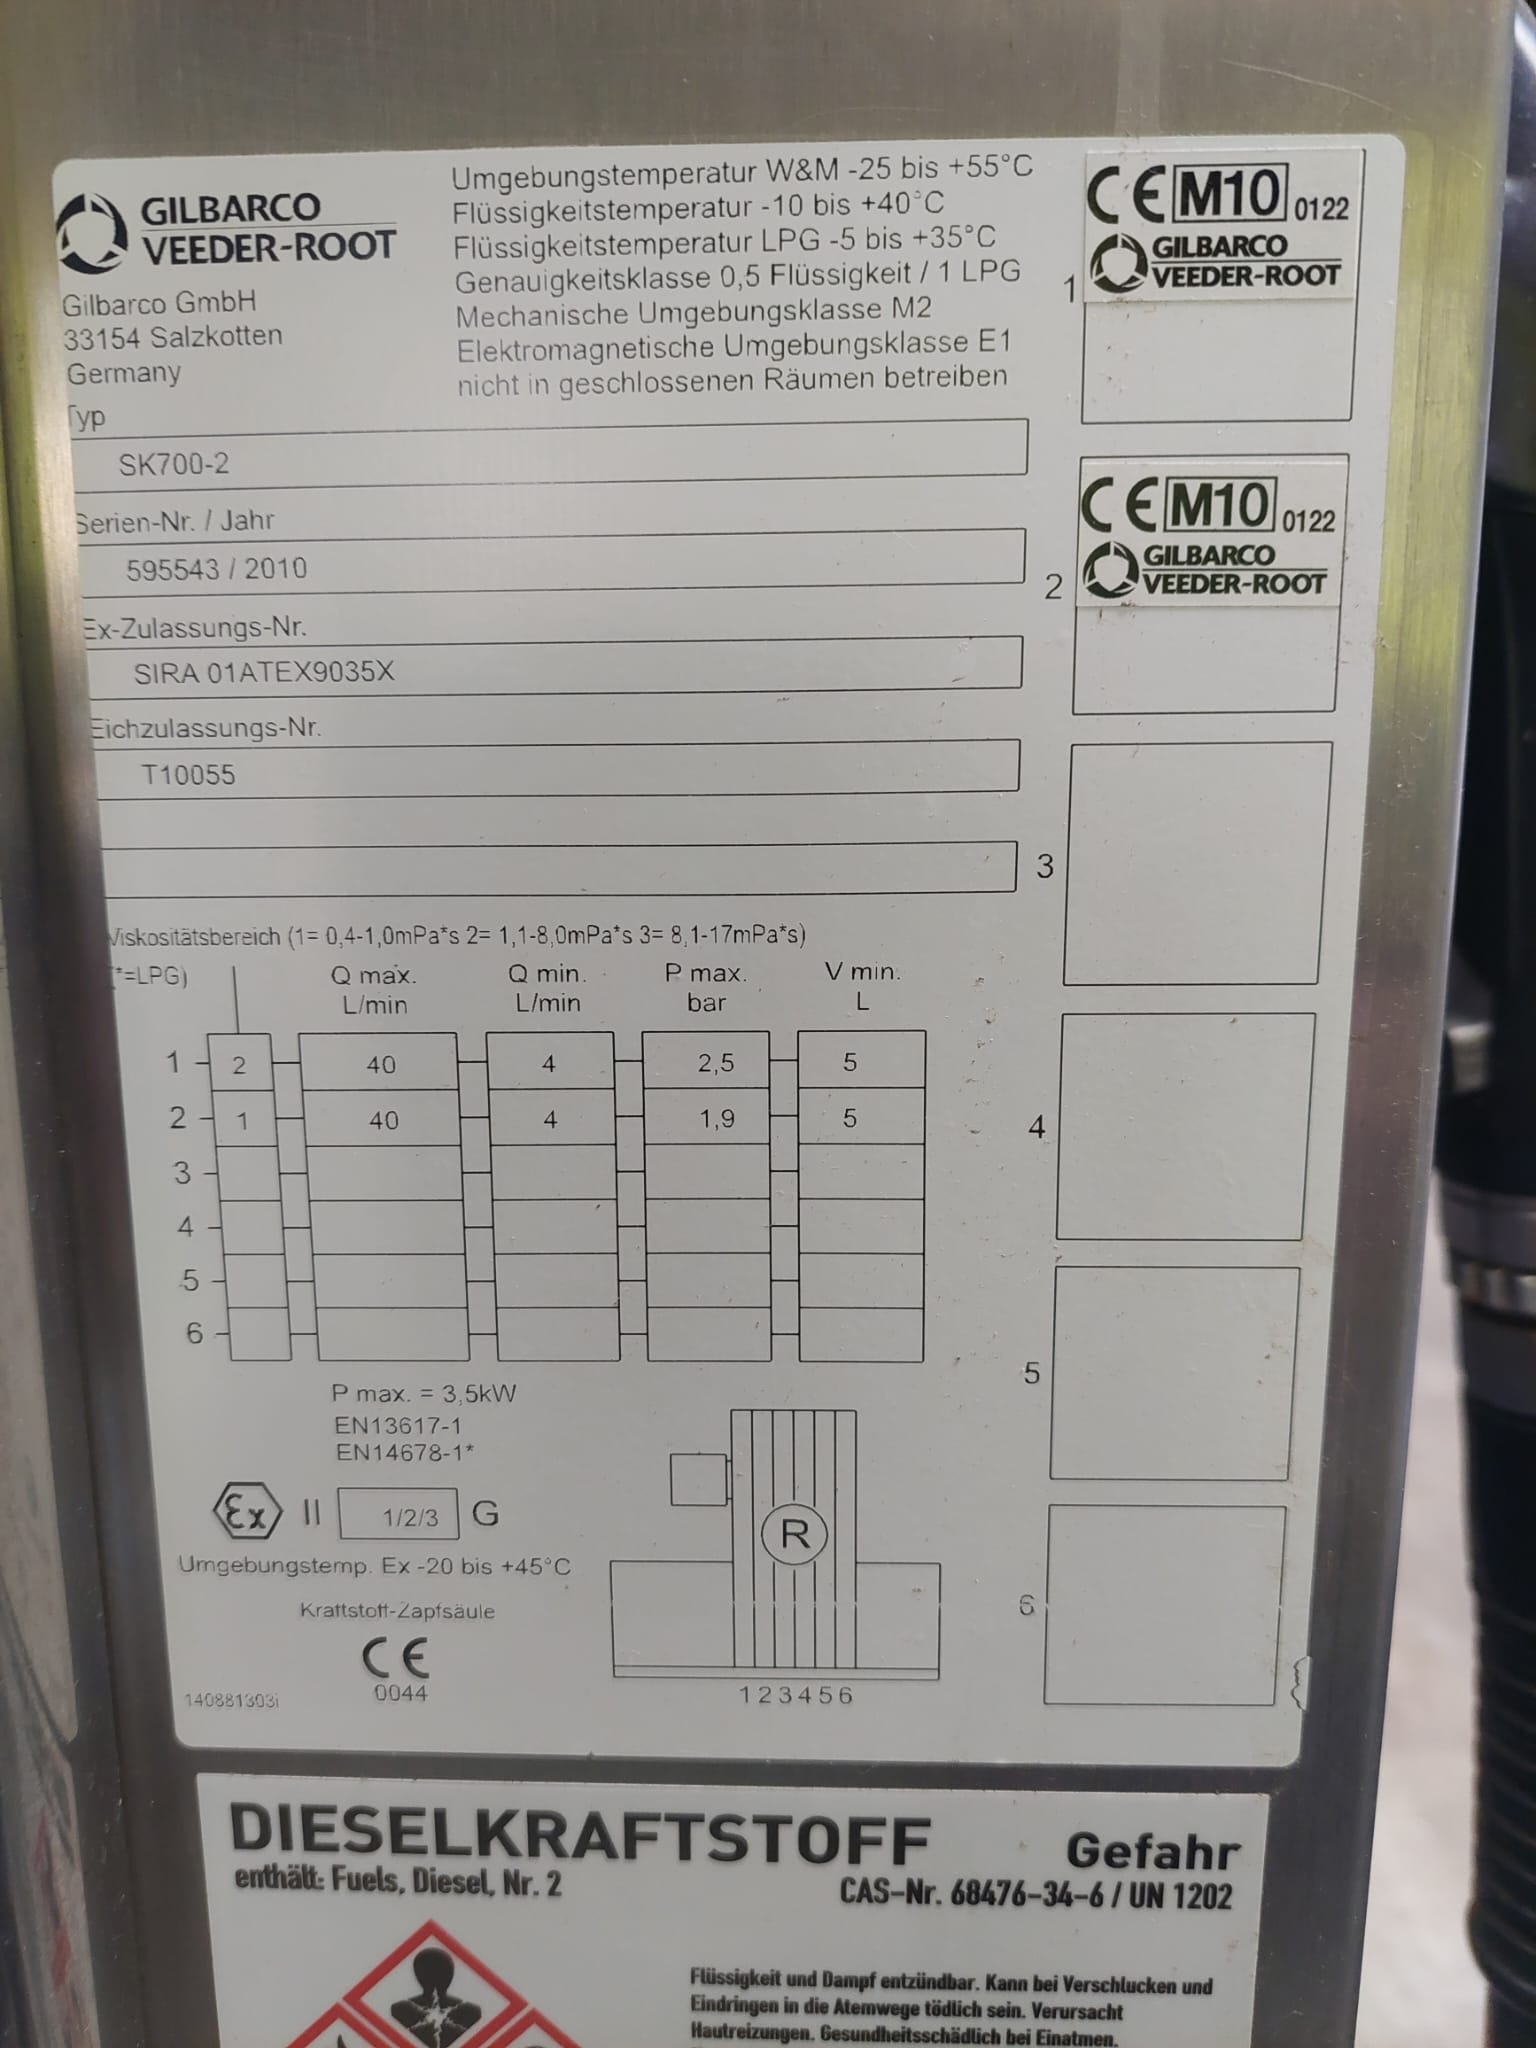 GILBARCO
VEEDER-ROOT
Gilbarco GmbH
33154 Salzkotten
Germany
Umgebungstemperatur W&M -25 bis +55°C
Flüssigkeitstemperatur -10 bis +40°C
Flüssigkeitstemperatur LPG -5 bis +35°C
Genauigkeitsklasse 0,5 Flüssigkeit / 1 LPG
Mechanische Umgebungsklasse M2
Elektromagnetische Umgebungsklasse E1
nicht in geschlossenen Räumen betreiben
Typ
SK700-2
Serien-Nr. / Jahr
595543 / 2010
Ex-Zulassungs-Nr.
SIRA 01ATEX9035X
Eichzulassungs-Nr.
T10055
1
CE M10 0122
GILBARCO
VEEDER-ROOT
2
CE M10 0122
GILBARCO
VEEDER-ROOT
3
4
5
6
Viskositätsbereich (1= 0,4-1,0mPa*s 2= 1,1-8,0mPa*s 3= 8,1-17mPa*s)
(*=LPG)
Q max. L/min
Q min. L/min
P max. bar
V min. L
1 2 40 4 2,5 5
2 1 40 4 1,9 5
3
4
5
6
P max. = 3,5kW
EN13617-1
EN14678-1*
Ex II 1/2/3 G
Umgebungstemp. Ex -20 bis +45°C
Kraftstoff-Zapfsäule
CE
0044
140881303i
R
1 2 3 4 5 6
DIESELKRAFTSTOFF Gefahr
enthält: Fuels, Diesel, Nr. 2
CAS-Nr. 68476-34-6 / UN 1202
Flüssigkeit und Dampf entzündbar. Kann bei Verschlucken und
Eindringen in die Atemwege tödlich sein. Verursacht
Hautreizungen. Gesundheitsschädlich bei Einatmen.